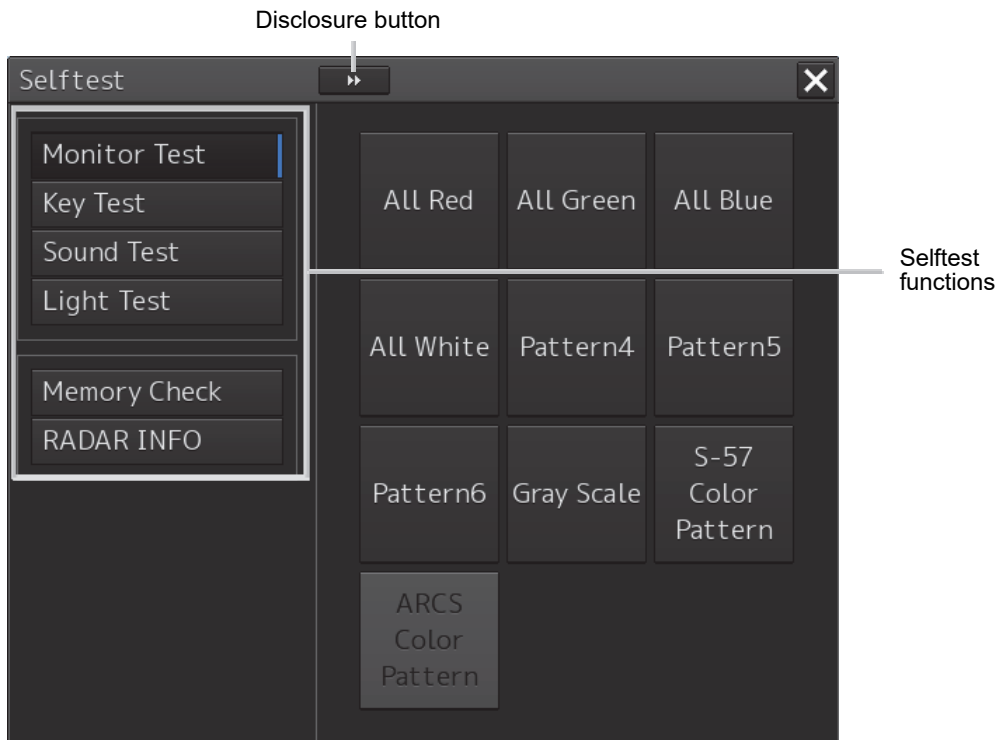 Disclosure button
Selftest
Monitor Test
Key Test
Sound Test
Light Test
Memory Check
RADAR INFO
All Red
All Green
All Blue
All White
Pattern4
Pattern5
Pattern6
Gray Scale
S-57
Color
Pattern
ARCS
Color
Pattern
Selftest
functions